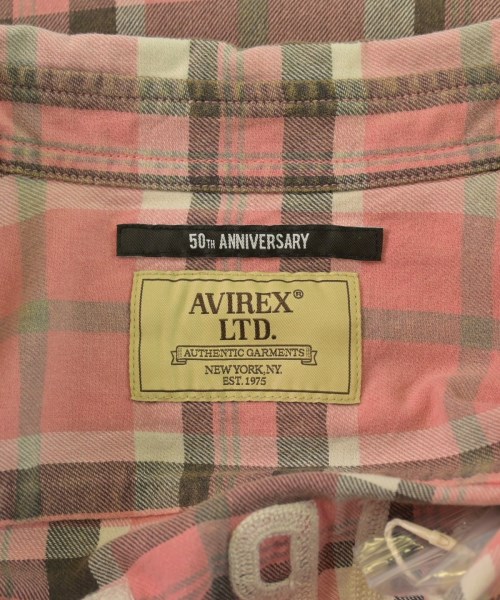 50TH ANNIVERSARY
AVIREX®
LTD.
AUTHENTIC GARMENTS
NEW YORK,NY.
EST. 1975